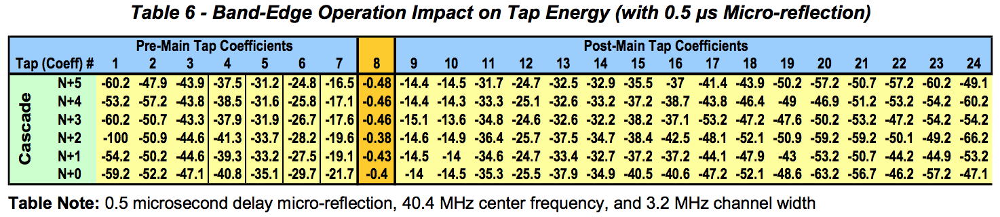 Table 6 - Band-Edge Operation Impact on Tap Energy (with 0.5 µs Micro-reflection)
Pre-Main Tap Coefficients Post-Main Tap Coefficients
Tap (Coeff) # 1 2 3 4 5 6 7 8 9 10 11 12 13 14 15 16 17 18 19 20 21 22 23 24
Cascade
N+5 -60.2 -47.9 -43.9 -37.5 -31.2 -24.8 -16.5 -0.48 -14.4 -14.5 -31.7 -24.7 -32.5 -32.9 -35.5 -37 -41.4 -43.9 -50.2 -57.2 -50.7 -57.2 -60.2 -49.1
N+4 -53.2 -57.2 -43.8 -38.5 -31.6 -25.8 -17.1 -0.46 -14.4 -14.3 -33.3 -25.1 -32.6 -33.2 -37.2 -38.7 -43.8 -46.4 -49 -46.9 -51.2 -53.2 -54.2 -60.2
N+3 -60.2 -50.7 -43.3 -37.9 -31.9 -26.7 -17.6 -0.46 -15.1 -13.6 -34.8 -24.6 -32.6 -32.2 -38.2 -37.1 -53.2 -47.2 -47.6 -50.2 -53.2 -47.2 -54.2 -54.2
N+2 -100 -50.9 -44.6 -41.3 -33.7 -28.2 -19.6 -0.38 -14.6 -14.9 -36.4 -25.7 -37.5 -34.7 -38.4 -42.5 -48.1 -52.1 -50.9 -59.2 -59.2 -50.1 -49.2 -66.2
N+1 -54.2 -50.2 -44.6 -39.3 -33.2 -27.5 -19.1 -0.43 -14.5 -14 -34.6 -24.7 -33.4 -32.7 -37.2 -37.2 -44.1 -47.9 -43 -53.2 -50.7 -44.2 -44.9 -53.2
N+0 -59.2 -52.2 -47.1 -40.8 -35.1 -29.7 -21.7 -0.4 -14 -14.5 -35.3 -25.5 -37.9 -34.9 -40.5 -40.6 -47.2 -52.1 -48.6 -63.2 -56.7 -46.2 -57.2 -47.1
Table Note: 0.5 microsecond delay micro-reflection, 40.4 MHz center frequency, and 3.2 MHz channel width